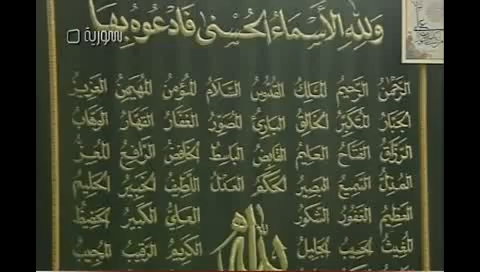 سورية
ولله الأسماء الحسنى فادعوه بها
الرحمن الرحيم الملك القدوس السلام المؤمن المهيمن العزيز
الجبار المتكبر الخالق البارئ المصور الغفار القهار الوهاب
الرزاق الفتاح العليم القابض الباسط الخافض الرافع المعز
المذل السميع البصير الحكم العدل اللطيف الخبير الحليم
العظيم الغفور الشكور العلي الكبير الحفيظ
المقيت الحسيب الجليل الكريم الرقيب المجيب
الله